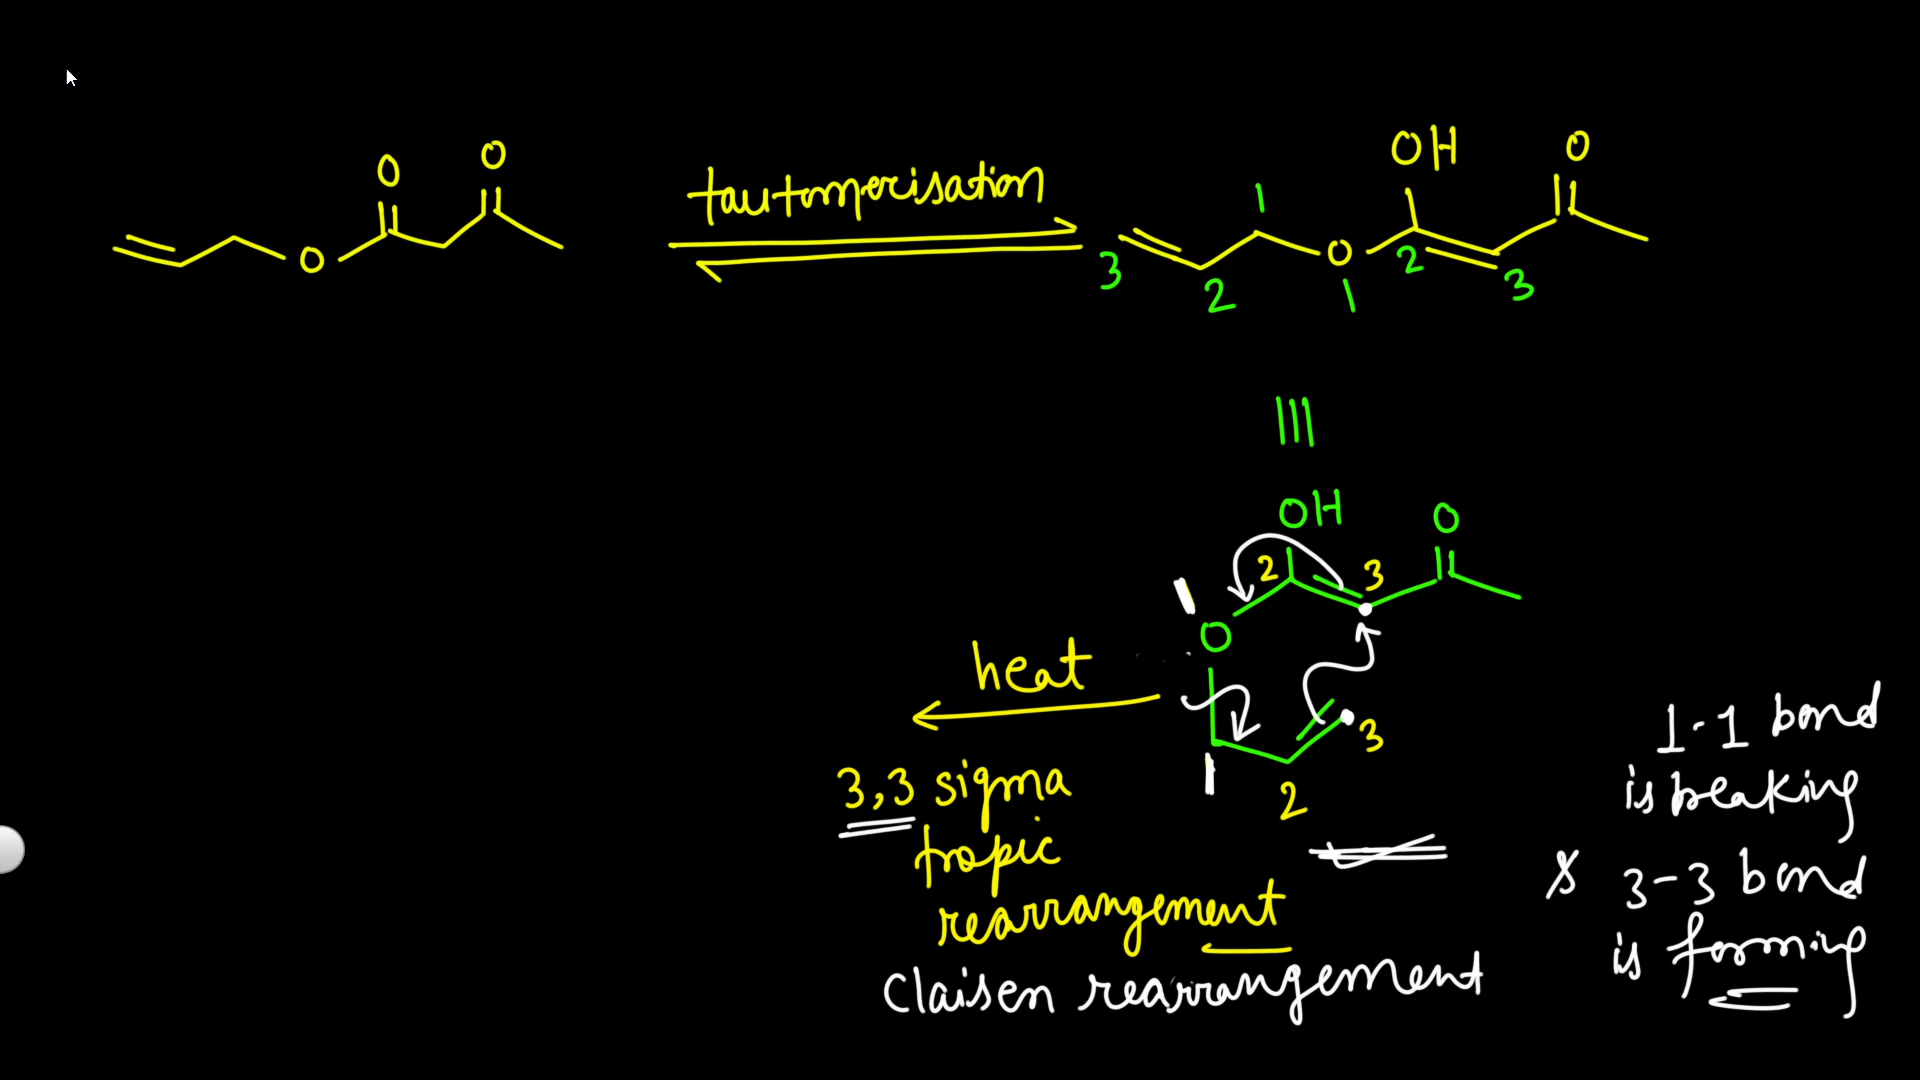 O O
O
tautomerisation
OH O
1
3 2 O 2 3
1
OH O
2 3
1
O
heat
3
1
2
3,3 sigma
tropic
rearrangement
Claisen rearrangement
1-1 bond
is breaking
& 3-3 bond
is forming